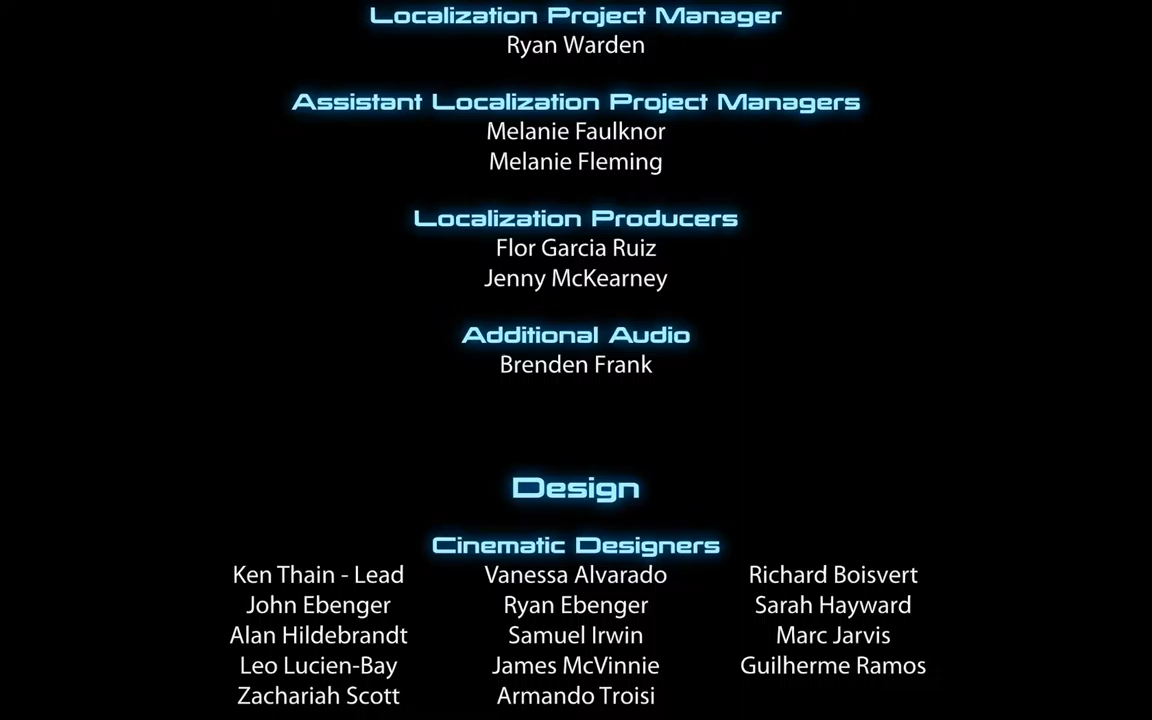 Localization Project Manager
Ryan Warden
Assistant Localization Project Managers
Melanie Faulknor
Melanie Fleming
Localization Producers
Flor Garcia Ruiz
Jenny McKearney
Additional Audio
Brenden Frank
Design
Cinematic Designers
Ken Thain - Lead Vanessa Alvarado Richard Boisvert
John Ebenger Ryan Ebenger Sarah Hayward
Alan Hildebrandt Samuel Irwin Marc Jarvis
Leo Lucien-Bay James McVinnie Guilherme Ramos
Zachariah Scott Armando Troisi